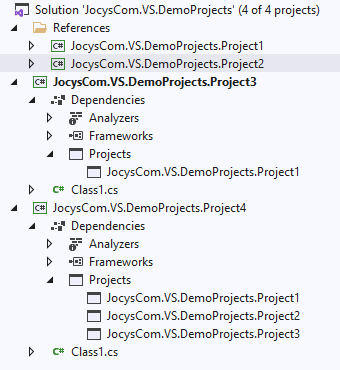 Solution 'JocysCom.VS.DemoProjects' (4 of 4 projects)
References
C# JocysCom.VS.DemoProjects.Project1
C# JocysCom.VS.DemoProjects.Project2
C# JocysCom.VS.DemoProjects.Project3
Dependencies
Analyzers
Frameworks
Projects
JocysCom.VS.DemoProjects.Project1
C# Class1.cs
C# JocysCom.VS.DemoProjects.Project4
Dependencies
Analyzers
Frameworks
Projects
JocysCom.VS.DemoProjects.Project1
JocysCom.VS.DemoProjects.Project2
JocysCom.VS.DemoProjects.Project3
C# Class1.cs